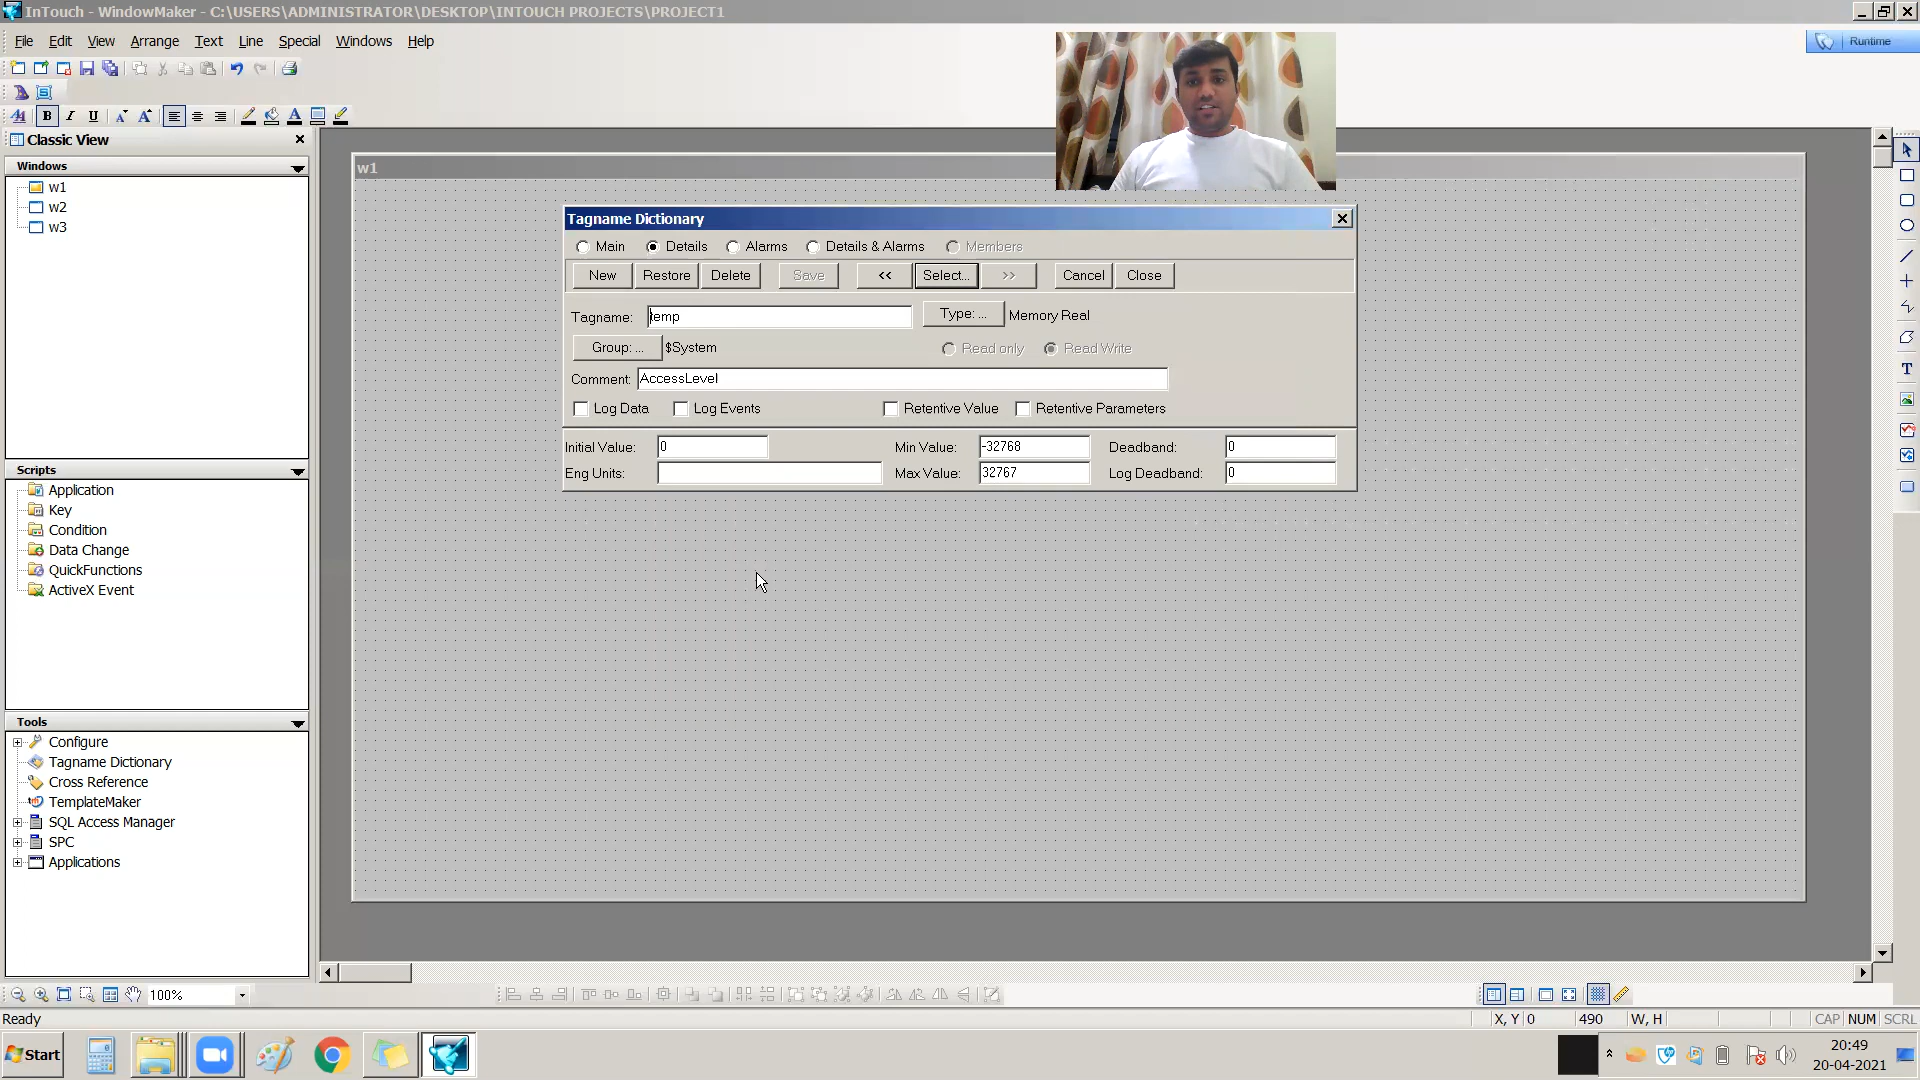 InTouch - WindowMaker - C:\USERS\ADMINISTRATOR\DESKTOP\INTOUCH PROJECTS\PROJECT1
File Edit View Arrange Text Line Special Windows Help
Runtime
B I U
Classic View
Windows
w1
w2
w3
Scripts
Application
Key
Condition
Data Change
QuickFunctions
ActiveX Event
Tools
Configure
Tagname Dictionary
Cross Reference
TemplateMaker
SQL Access Manager
SPC
Applications
w1
Tagname Dictionary
Main Details Alarms Details & Alarms Members
New Restore Delete Save << Select... >> Cancel Close
Tagname: temp Type: ... Memory Real
Group: ... $System Read only Read Write
Comment: AccessLevel
Log Data Log Events Retentive Value Retentive Parameters
Initial Value: 0 Min Value: -32768 Deadband: 0
Eng Units: Max Value: 32767 Log Deadband: 0
100%
Ready X, Y 0 490 W, H CAP NUM SCRL
Start
20:49
20-04-2021